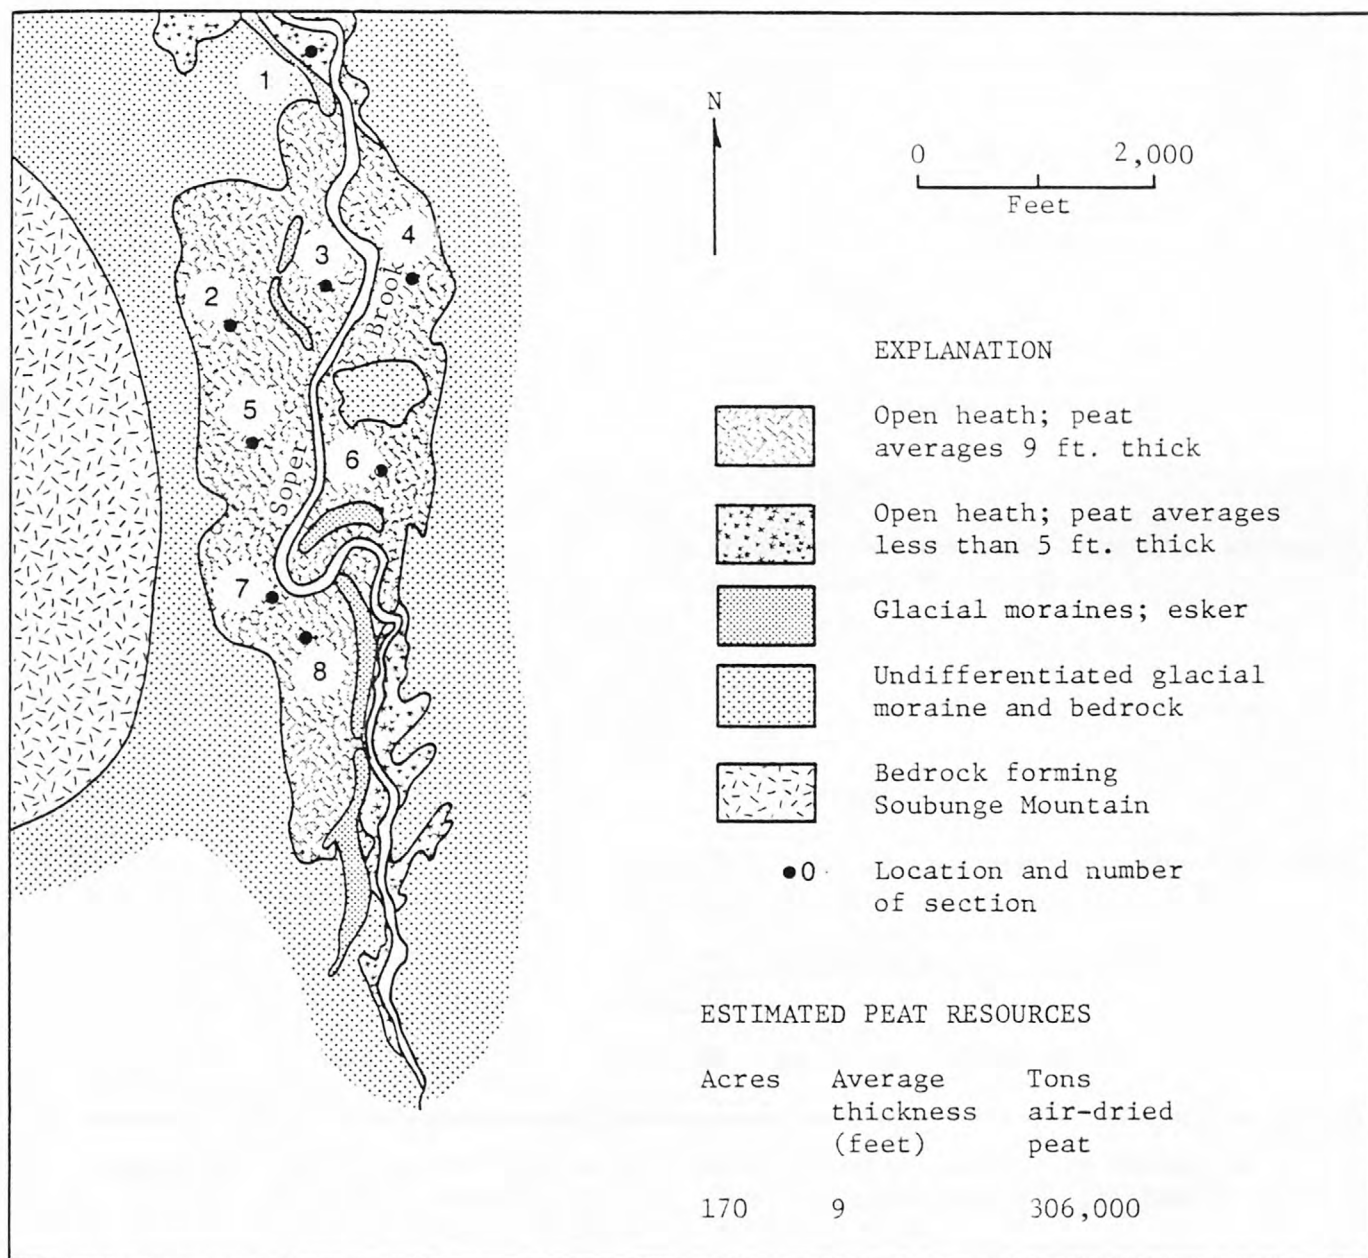 1
2
3
4
5
6
7
8
Soper
Brook
N
0 2,000
Feet
EXPLANATION
Open heath; peat
averages 9 ft. thick
Open heath; peat averages
less than 5 ft. thick
Glacial moraines; esker
Undifferentiated glacial
moraine and bedrock
Bedrock forming
Soubunge Mountain
●0 Location and number
of section
ESTIMATED PEAT RESOURCES
Acres Average Tons
thickness air-dried
(feet) peat
170 9 306,000